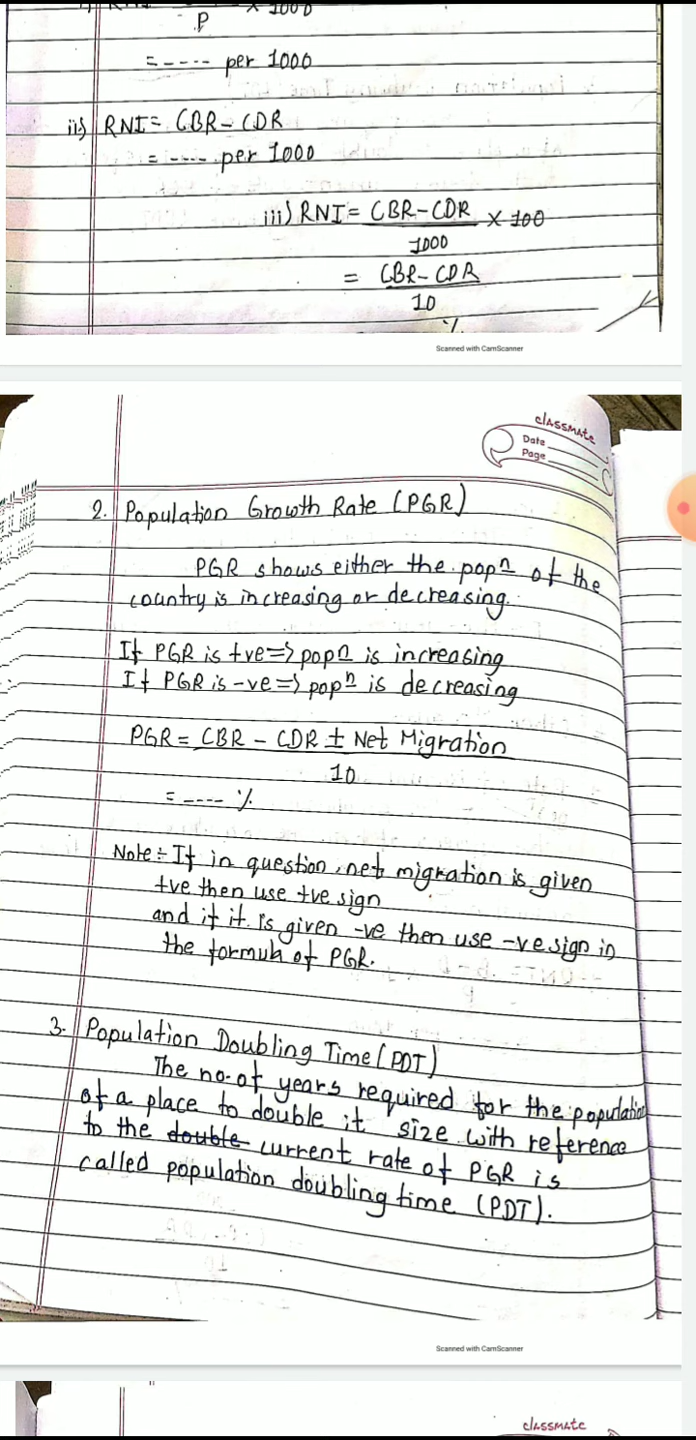 P
= ---- per 1000
ii) RNI = CBR - CDR
= ---- per 1000
iii) RNI = CBR - CDR × 100
1000
= CBR - CDR
10
%
Scanned with CamScanner
classmate
Date
Page
2. Population Growth Rate (PGR)
PGR shows either the popn of the
country is increasing or decreasing.
If PGR is +ve => popn is increasing
If PGR is -ve => popn is decreasing
PGR = CBR - CDR ± Net Migration
10
= ---- %
Note:- If in question, net migration is given
+ve then use +ve sign
and if it is given -ve then use -ve sign in
the formula of PGR.
3. Population Doubling Time (PDT)
The no. of years required for the population
of a place to double it size with reference
to the double current rate of PGR is
called population doubling time (PDT).
Scanned with CamScanner
classmate